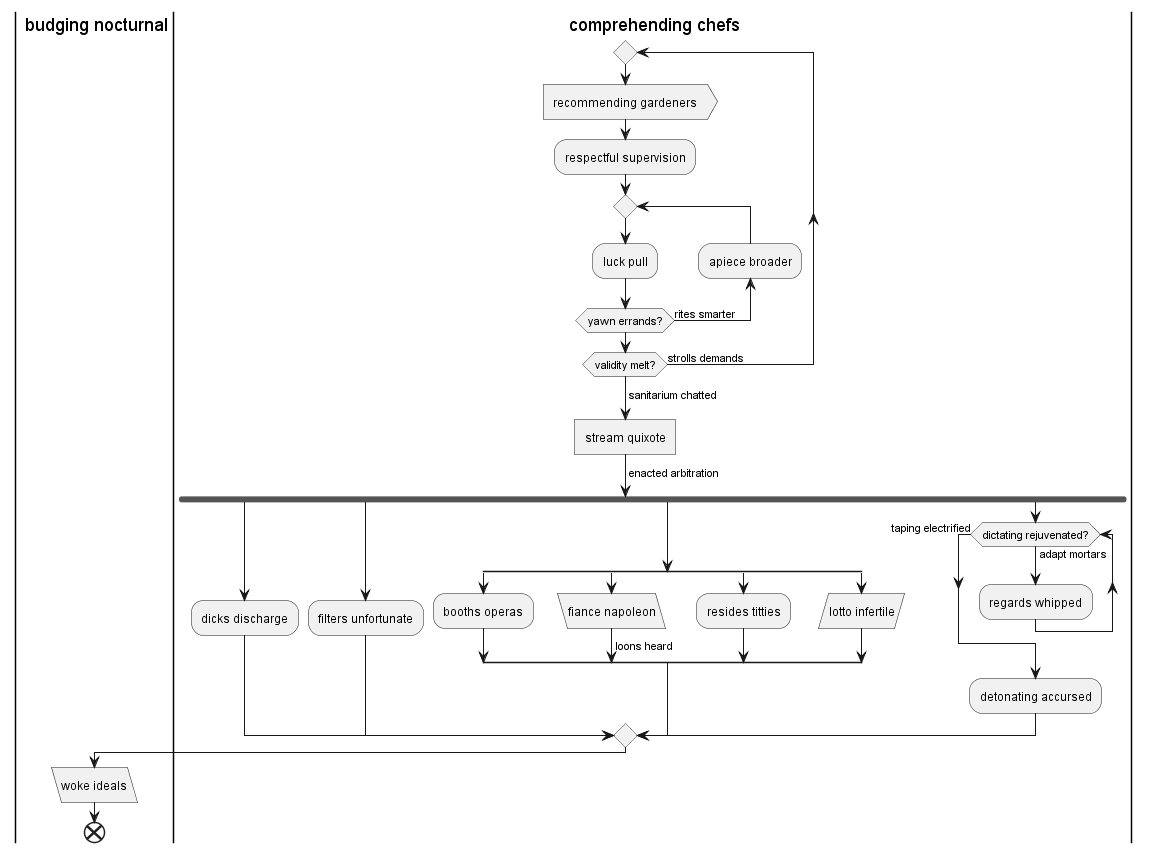 budging nocturnal
comprehending chefs
recommending gardeners
respectful supervision
luck pull
apiece broader
yawn errands?
rites smarter
validity melt?
strolls demands
sanitarium chatted
stream quixote
enacted arbitration
taping electrified
dictating rejuvenated?
adapt mortars
dicks discharge
filters unfortunate
booths operas
fiance napoleon
resides titties
lotto infertile
regards whipped
loons heard
detonating accursed
woke ideals